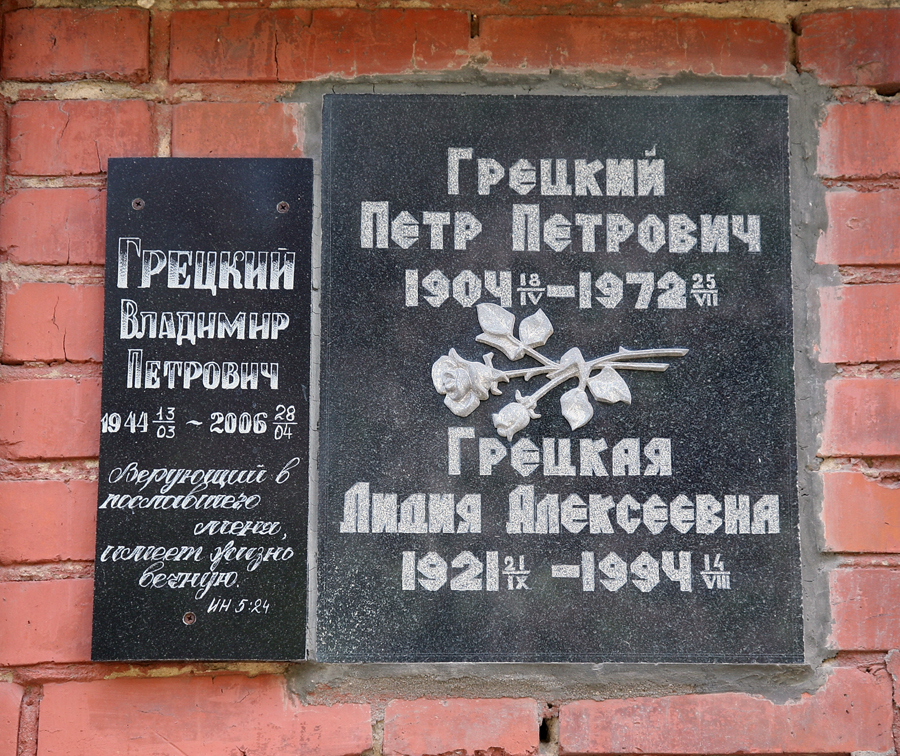 Грецкий
Владимир
Петрович
1944 13/03 ~ 2006 28/04
Верующий в
пославшего
меня,
имеет жизнь
вечную.
ИН 5:24
Грецкий
Петр Петрович
1904 18/IV – 1972 25/VII
Грецкая
Лидия Алексеевна
1921 21/IX – 1994 14/VIII